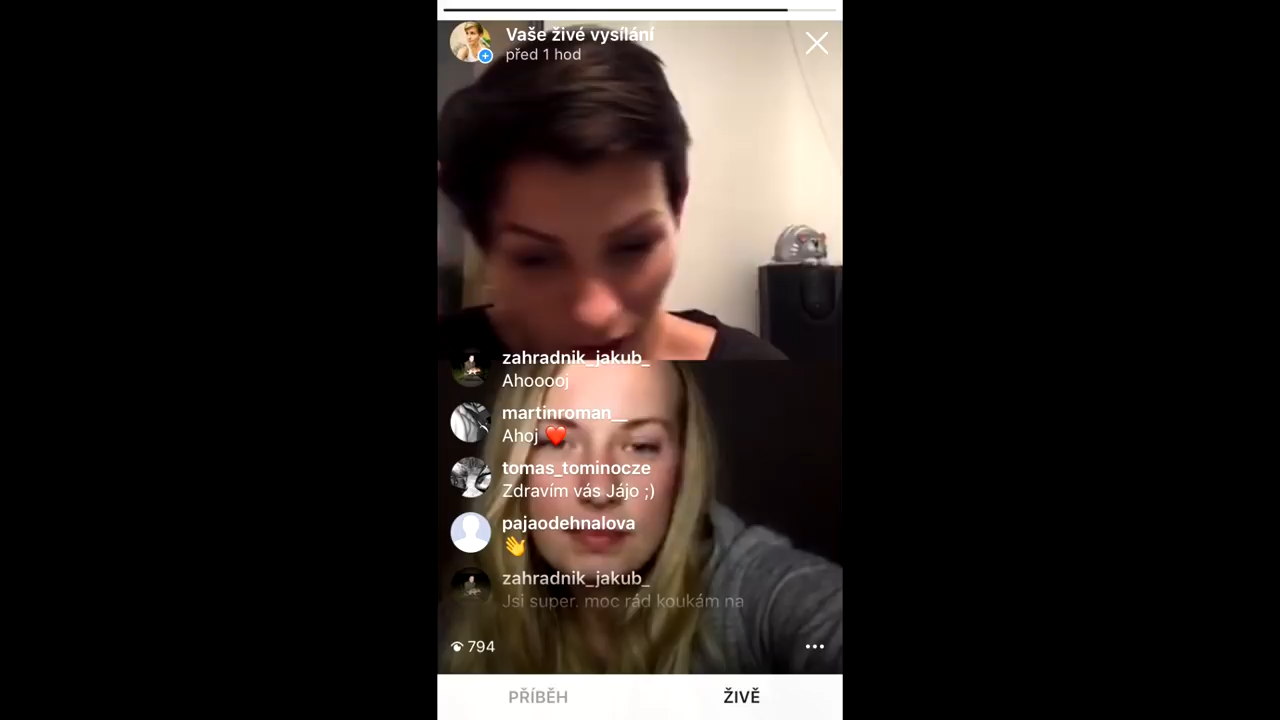 Vaše živé vysílání
před 1 hod
zahradnik_jakub_
Ahooooj
martinroman__
Ahoj ❤️
tomas_tominocze
Zdravím vás Jájo ;)
pajaodehnalova
👋
zahradnik_jakub_
Jsi super. moc rád koukám na
794
PŘÍBĚH
ŽIVĚ